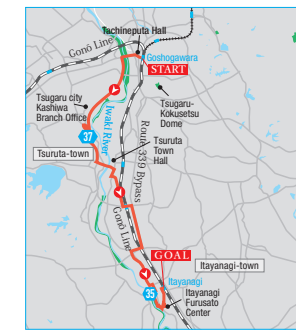 Tachineputa Hall
Gonō Line
Goshogawara
START
Tsugaru city
Kashiwa
Branch Office
Iwaki River
Tsugaru-
Kokusetsu
Dome
37
Route 339 Bypass
Tsuruta
Town
Hall
Tsuruta-town
Gonō Line
GOAL
Itayanagi-town
Itayanagi
35
Itayanagi
Furusato
Center